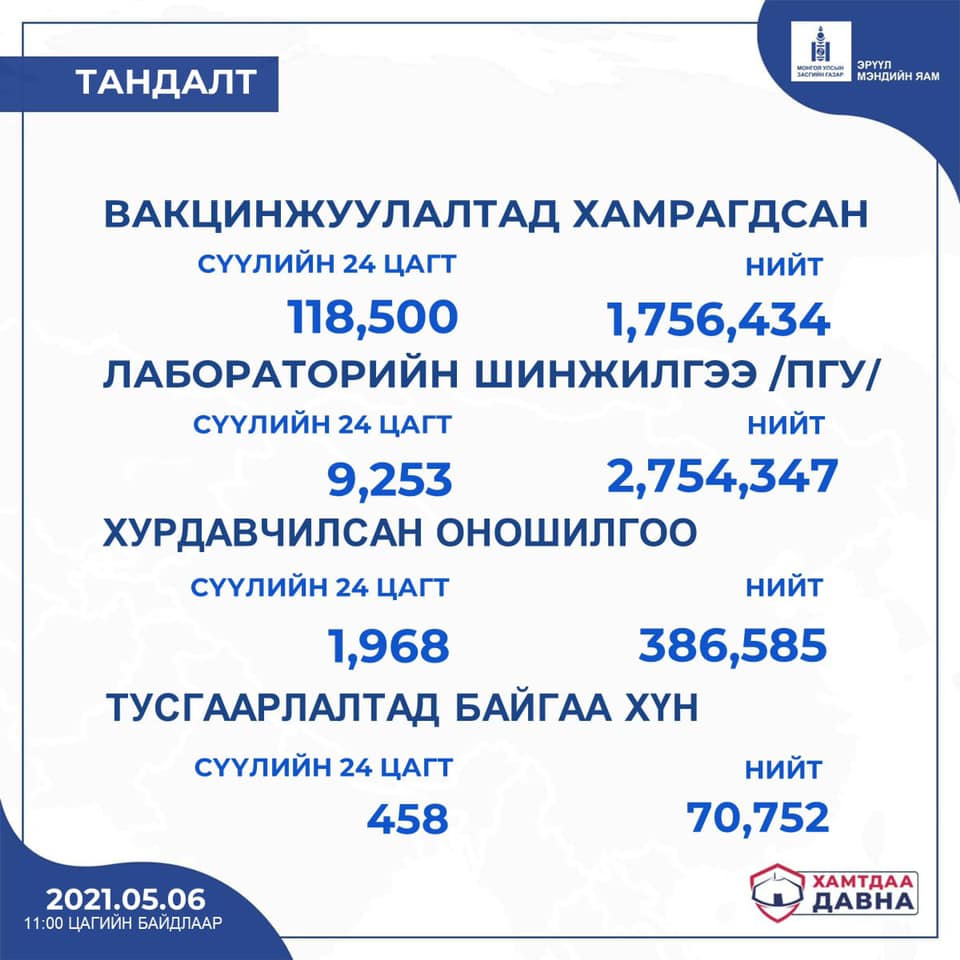 ТАНДАЛТ
МОНГОЛ УЛСЫН
ЗАСГИЙН ГАЗАР
ЭРҮҮЛ
МЭНДИЙН ЯАМ
ВАКЦИНЖУУЛАЛТАД ХАМРАГДСАН
СҮҮЛИЙН 24 ЦАГТ НИЙТ
118,500 1,756,434
ЛАБОРАТОРИЙН ШИНЖИЛГЭЭ /ПГУ/
СҮҮЛИЙН 24 ЦАГТ НИЙТ
9,253 2,754,347
ХУРДАВЧИЛСАН ОНОШИЛГОО
СҮҮЛИЙН 24 ЦАГТ НИЙТ
1,968 386,585
ТУСГААРЛАЛТАД БАЙГАА ХҮН
СҮҮЛИЙН 24 ЦАГТ НИЙТ
458 70,752
2021.05.06
11:00 ЦАГИЙН БАЙДЛААР
ХАМТДАА
ДАВНА